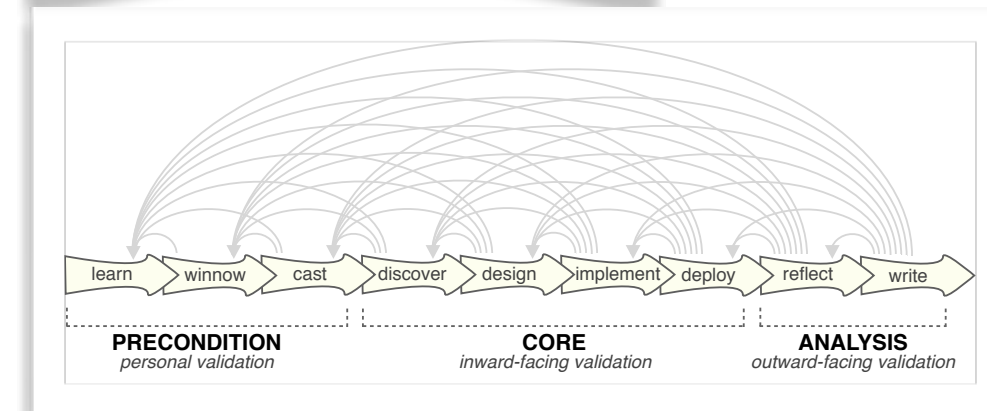 learn winnow cast discover design implement deploy reflect write
PRECONDITION CORE ANALYSIS
personal validation inward-facing validation outward-facing validation